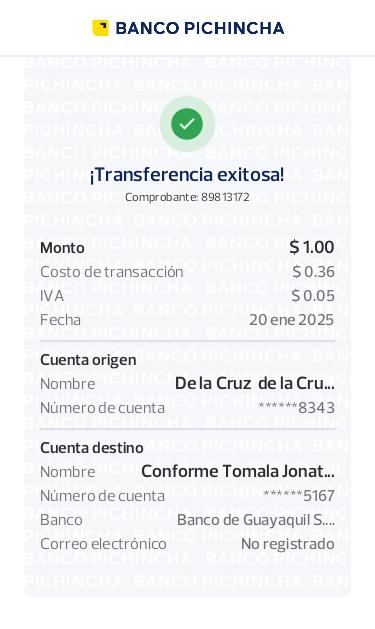 BANCO PICHINCHA
¡Transferencia exitosa!
Comprobante: 89813172
Monto $ 1.00
Costo de transacción $ 0.36
IVA $ 0.05
Fecha 20 ene 2025
Cuenta origen
Nombre De la Cruz de la Cru...
Número de cuenta ******8343
Cuenta destino
Nombre Conforme Tomala Jonat...
Número de cuenta ******5167
Banco Banco de Guayaquil S....
Correo electrónico No registrado